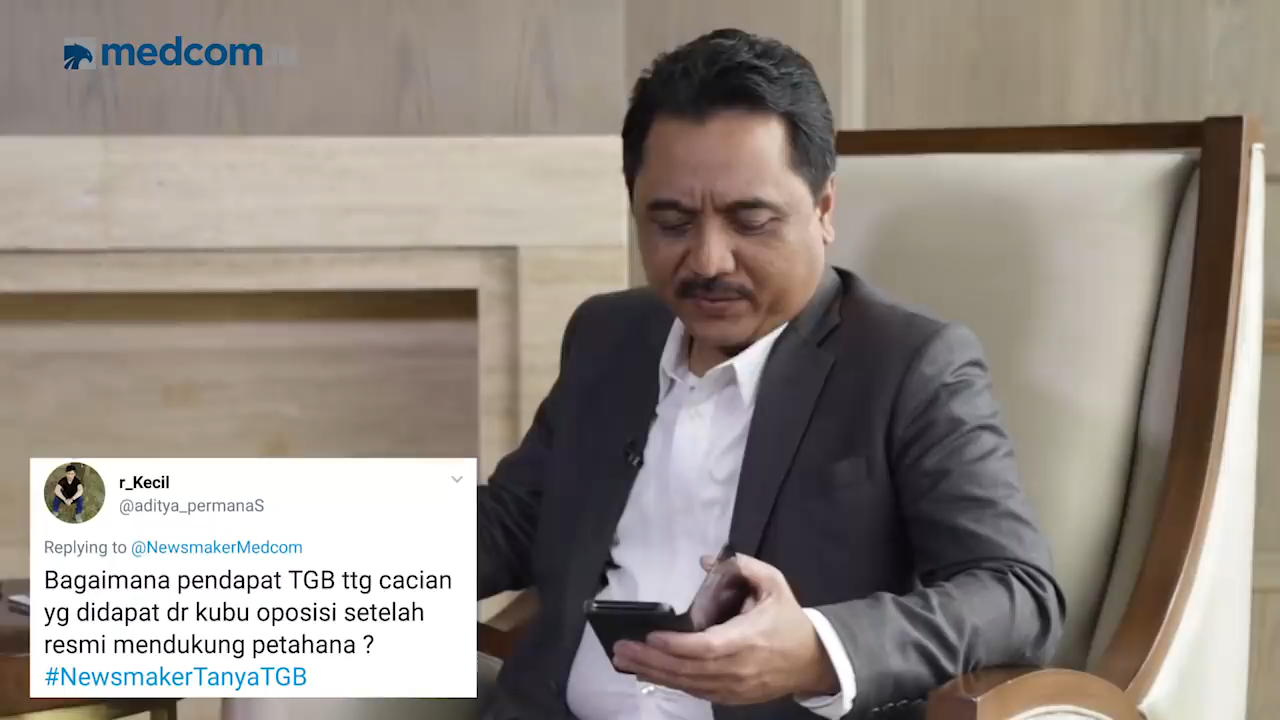 medcom
r_Kecil
@aditya_permanaS
Replying to @NewsmakerMedcom
Bagaimana pendapat TGB ttg cacian
yg didapat dr kubu oposisi setelah
resmi mendukung petahana ?
#NewsmakerTanyaTGB